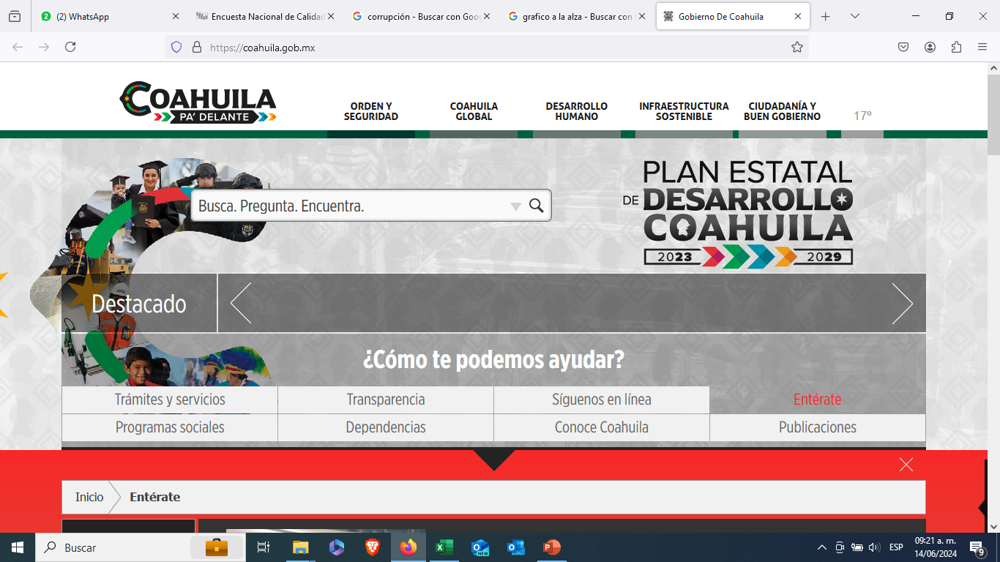 (2) WhatsApp
Encuesta Nacional de Calidad
corrupción - Buscar con Goo
grafico a la alza - Buscar con
Gobierno De Coahuila
https://coahuila.gob.mx
COAHUILA
PA' DELANTE
ORDEN Y
SEGURIDAD
COAHUILA
GLOBAL
DESARROLLO
HUMANO
INFRAESTRUCTURA
SOSTENIBLE
CIUDADANÍA Y
BUEN GOBIERNO
17°
Busca. Pregunta. Encuentra.
PLAN ESTATAL
DE DESARROLLO
COAHUILA
2023 2029
Destacado
¿Cómo te podemos ayudar?
Trámites y servicios
Transparencia
Síguenos en línea
Entérate
Programas sociales
Dependencias
Conoce Coahuila
Publicaciones
Inicio
Entérate
Buscar
ESP
09:21 a. m.
14/06/2024
9